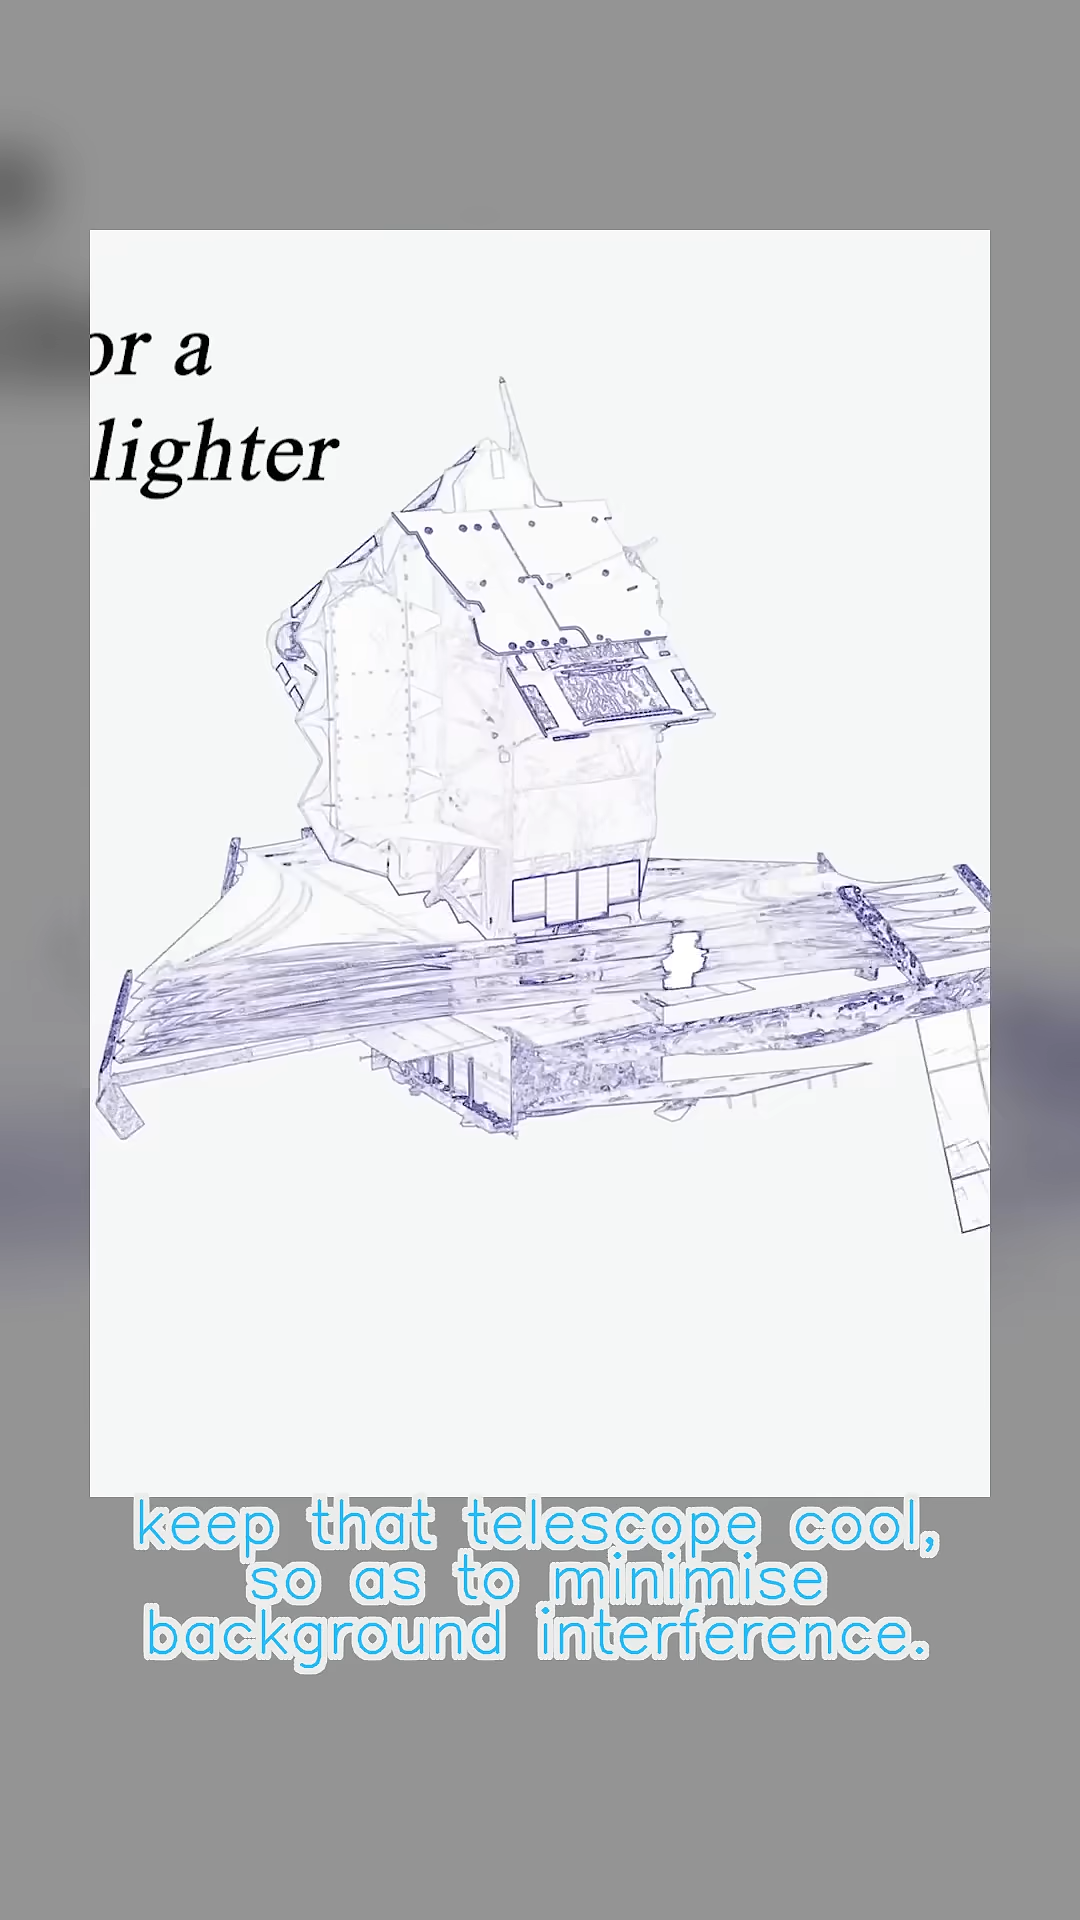 or a
lighter
keep that telescope cool,
so as to minimise
background interference.